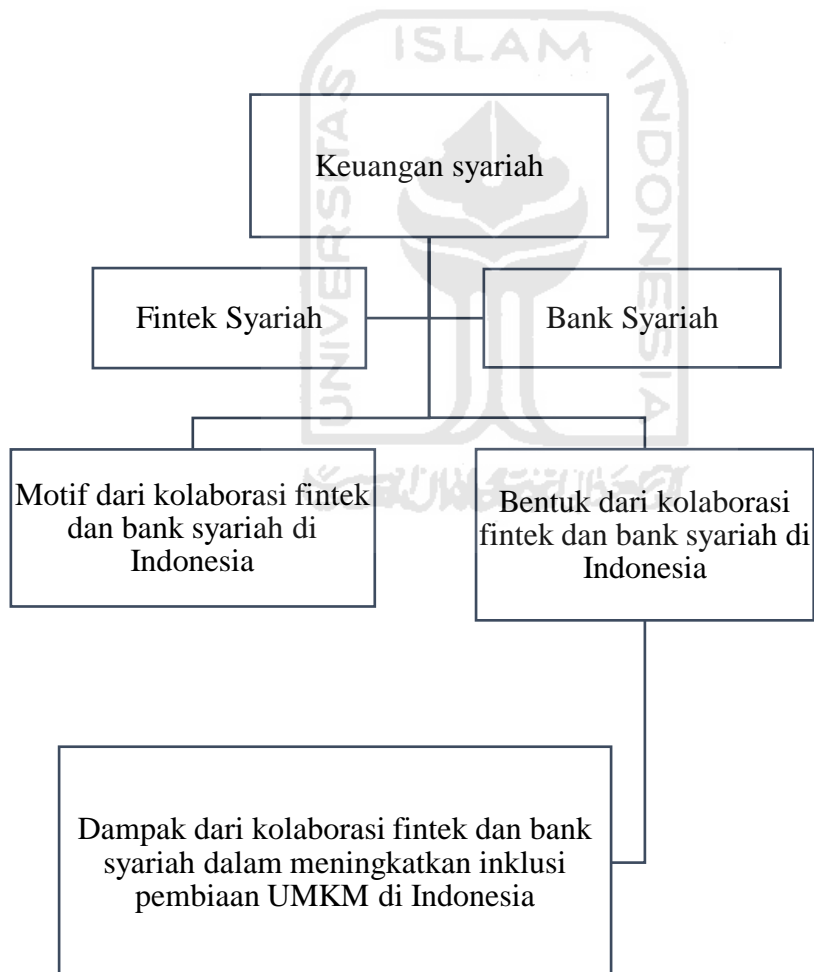 ISLAM
UNIVERSITAS
INDONESIA
Keuangan syariah
Fintek Syariah
Bank Syariah
Motif dari kolaborasi fintek
dan bank syariah di
Indonesia
Bentuk dari kolaborasi
fintek dan bank syariah di
Indonesia
Dampak dari kolaborasi fintek dan bank
syariah dalam meningkatkan inklusi
pembiaan UMKM di Indonesia